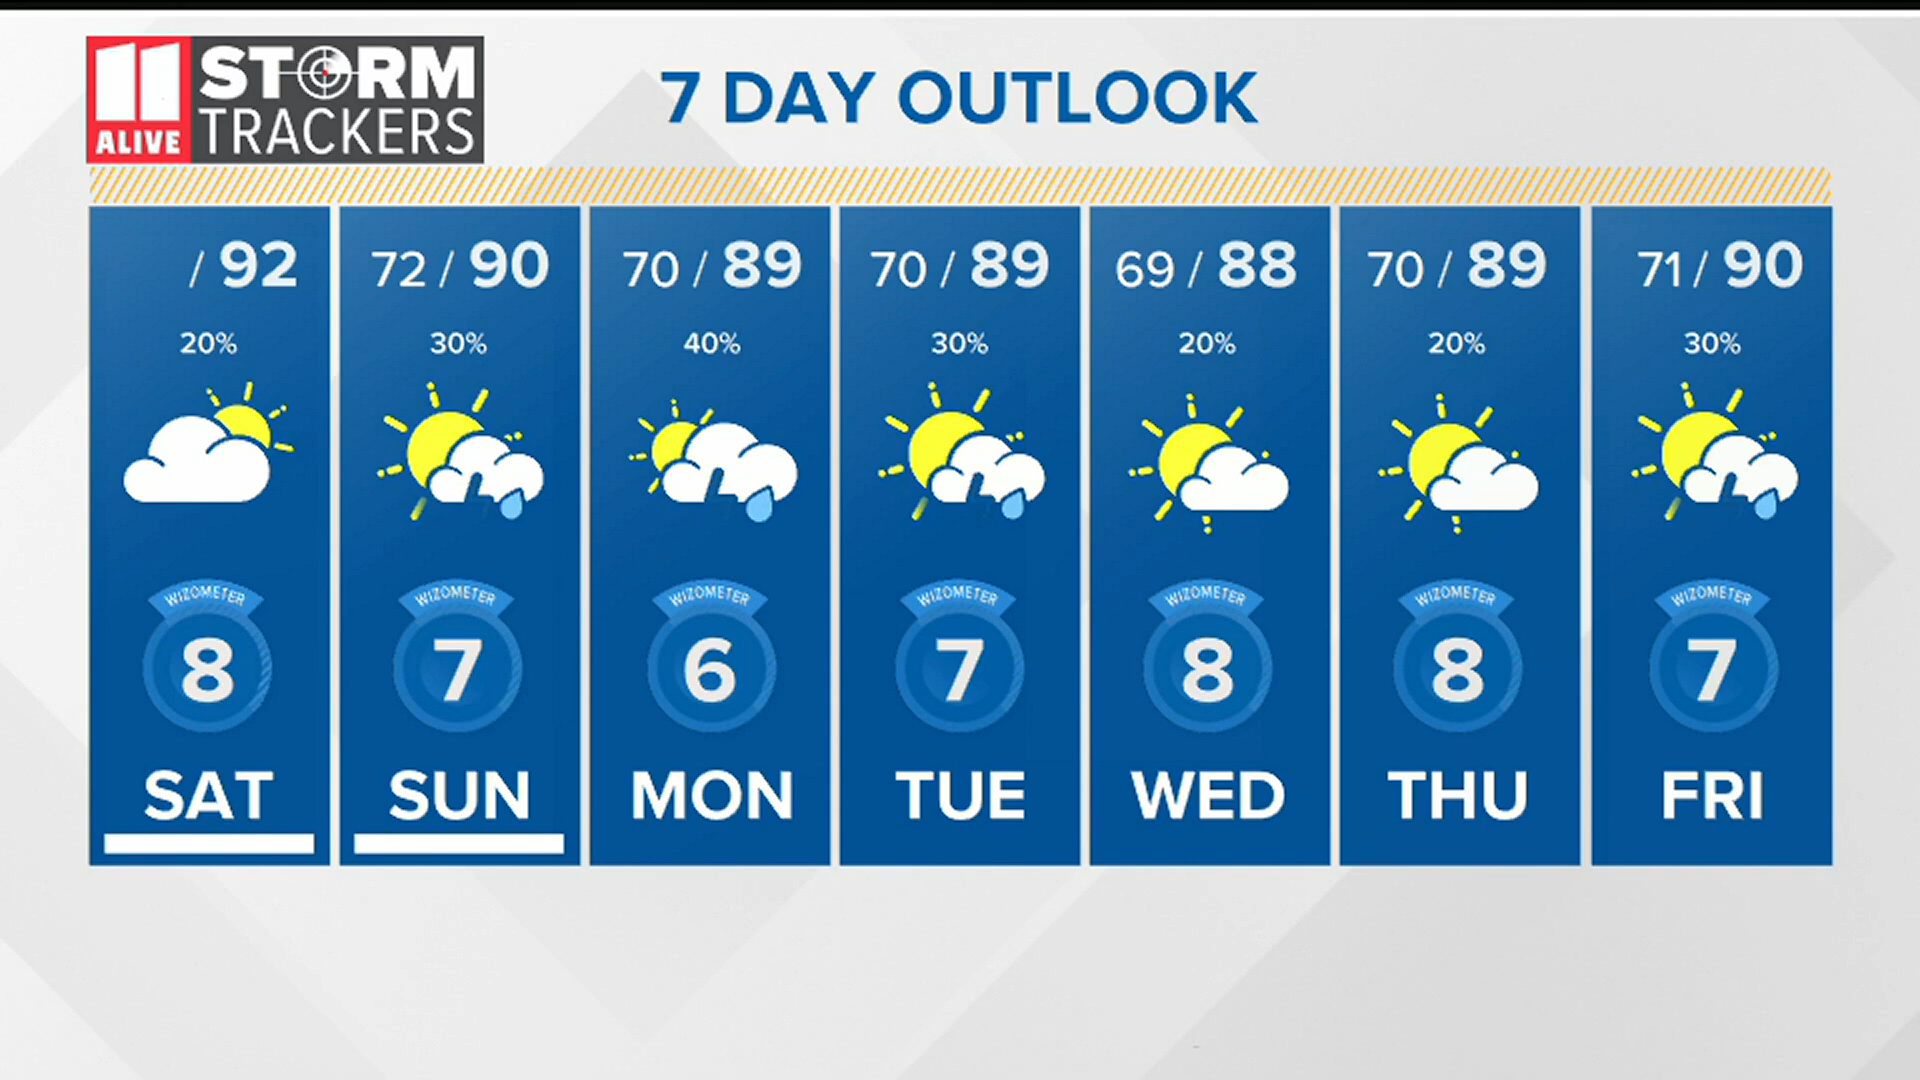 11
ALIVE
STORM
TRACKERS
7 DAY OUTLOOK
/ 92
20%
WIZOMETER
8
SAT
72 / 90
30%
WIZOMETER
7
SUN
70 / 89
40%
WIZOMETER
6
MON
70 / 89
30%
WIZOMETER
7
TUE
69 / 88
20%
WIZOMETER
8
WED
70 / 89
20%
WIZOMETER
8
THU
71 / 90
30%
WIZOMETER
7
FRI